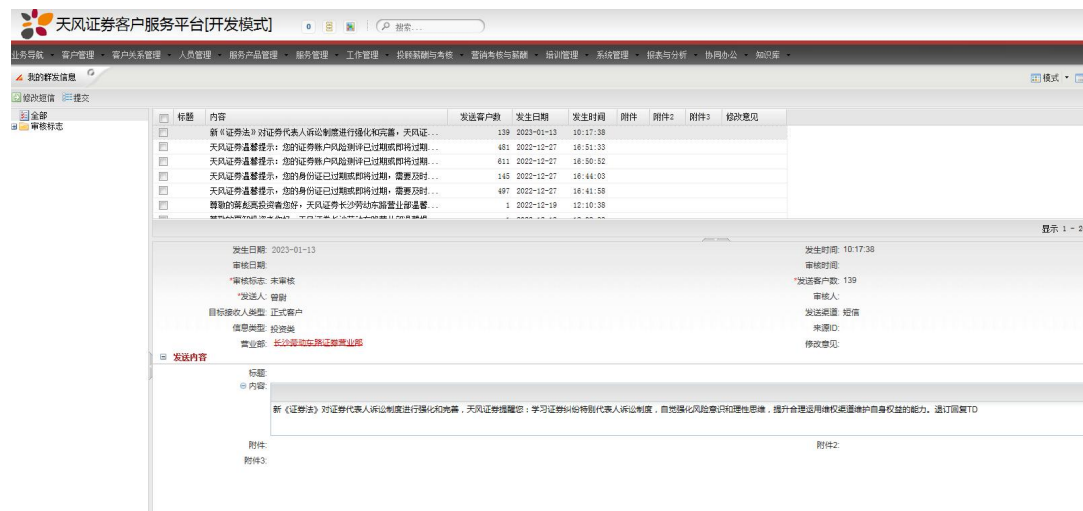 天风证券客户服务平台[开发模式] 0 搜索...
业务导航 客户管理 客户关系管理 人员管理 服务产品管理 服务管理 工作管理 投顾薪酬与考核 营销考核与薪酬 培训管理 系统管理 报表与分析 协同办公 知识库
我的群发信息 模式
修改短信 提交
全部
审核标志
标题 内容 发送客户数 发生日期 发生时间 附件 附件2 附件3 修改意见
新《证券法》对证券代表人诉讼制度进行强化和完善，天风证... 139 2023-01-13 10:17:38
天风证券温馨提示：您的证券账户风险测评已过期或即将过期... 481 2022-12-27 16:51:33
天风证券温馨提示：您的证券账户风险测评已过期或即将过期... 611 2022-12-27 16:50:52
天风证券温馨提示，您的身份证已过期或即将过期，需要及时... 145 2022-12-27 16:44:03
天风证券温馨提示，您的身份证已过期或即将过期，需要及时... 497 2022-12-27 16:41:58
尊敬的蒋彪亮投资者您好，天风证券长沙劳动东路营业部温馨... 1 2022-12-19 12:10:38
显示 1 - 2
发生日期: 2023-01-13 发生时间: 10:17:38
审核日期: 审核时间:
*审核标志: 未审核 *发送客户数: 139
*发送人: 曾尉 审核人:
目标接收人类型: 正式客户 发送渠道: 短信
信息类型: 投资类 来源ID:
营业部: 长沙劳动东路证券营业部 修改意见:
发送内容
标题:
内容:
新《证券法》对证券代表人诉讼制度进行强化和完善，天风证券提醒您：学习证券纠纷特别代表人诉讼制度，自觉强化风险意识和理性思维，提升合理运用维权渠道维护自身权益的能力。退订回复TD
附件: 附件2:
附件3: